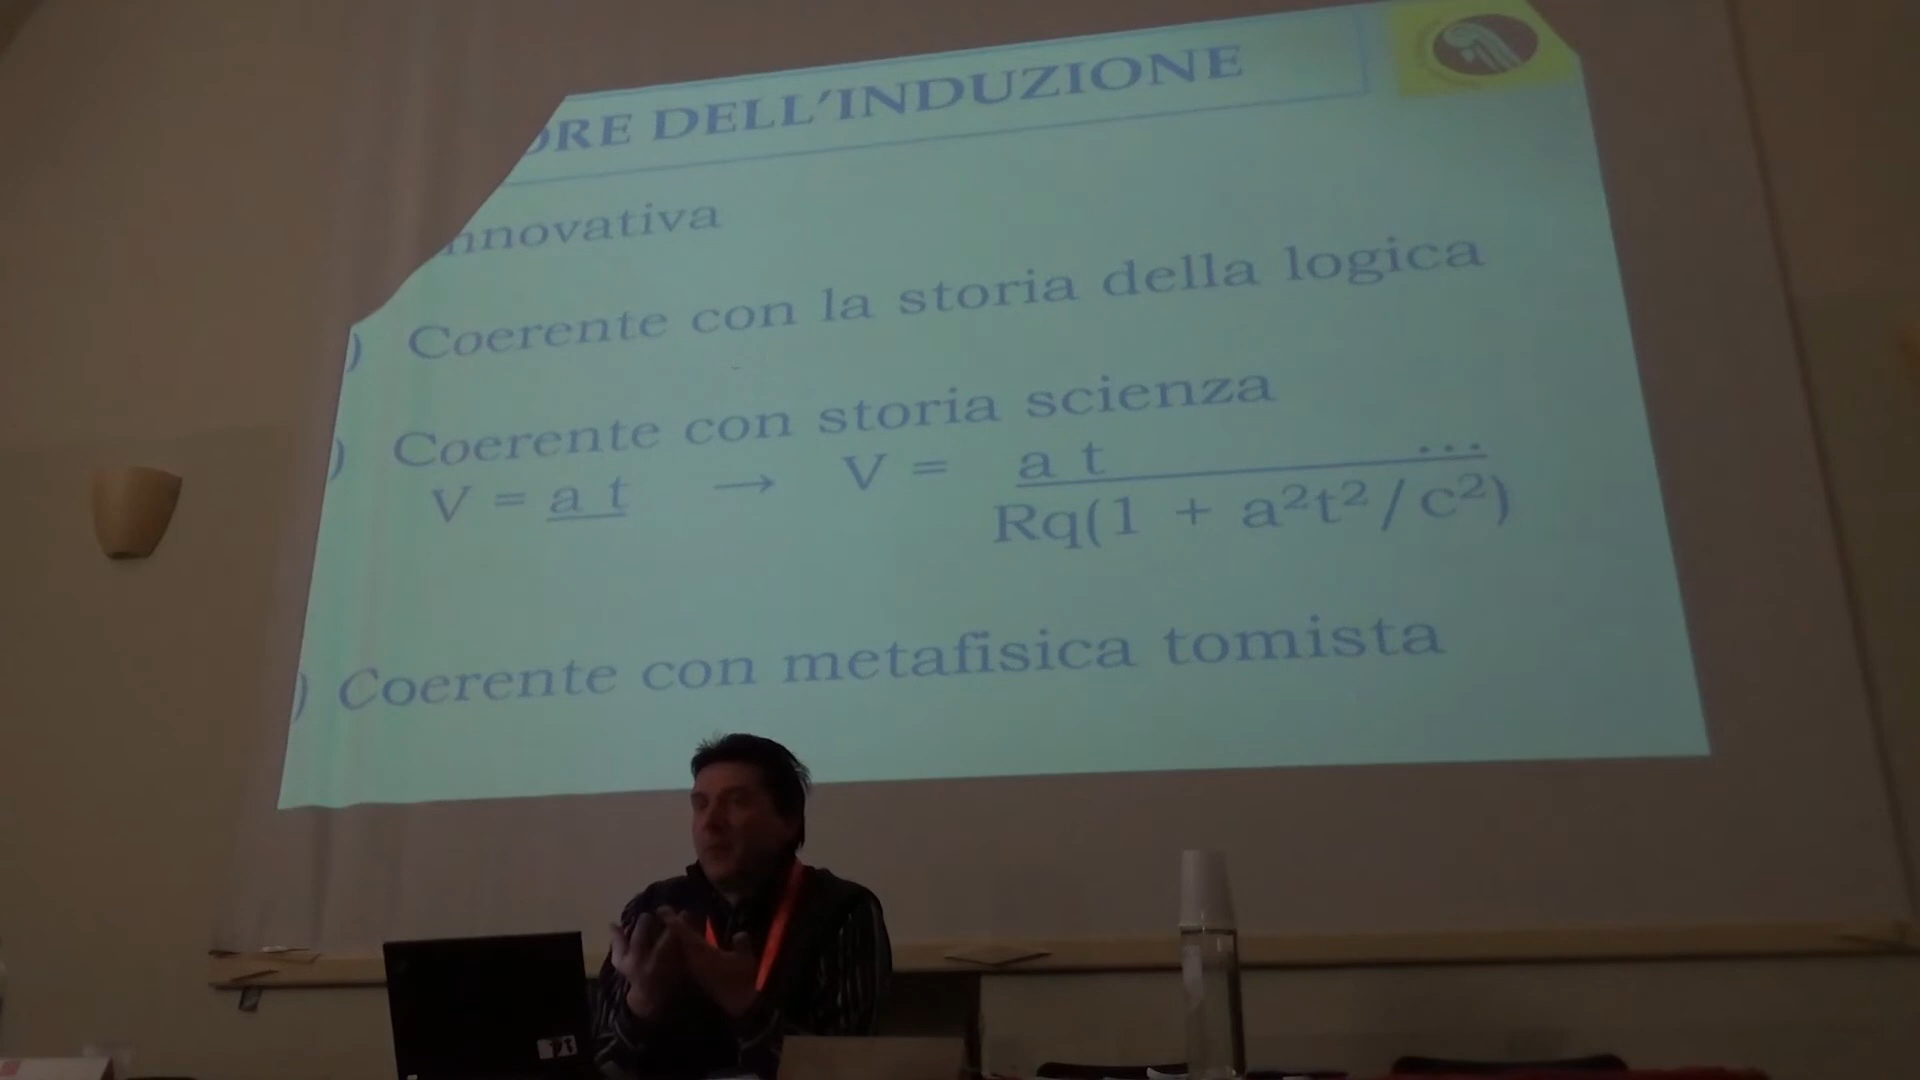 ORE DELL'INDUZIONE
nnovativa
) Coerente con la storia della logica
) Coerente con storia scienza
V = a t → V = a t ...
Rq(1 + a²t²/c²)
) Coerente con metafisica tomista